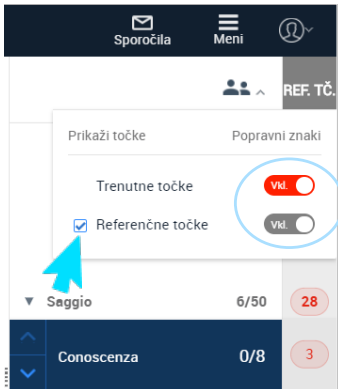 Sporočila Meni
REF. TČ.
Prikaži točke Popravni znaki
Trenutne točke Vkl.
Referenčne točke Vkl.
Saggio 6/50 28
Conoscenza 0/8 3